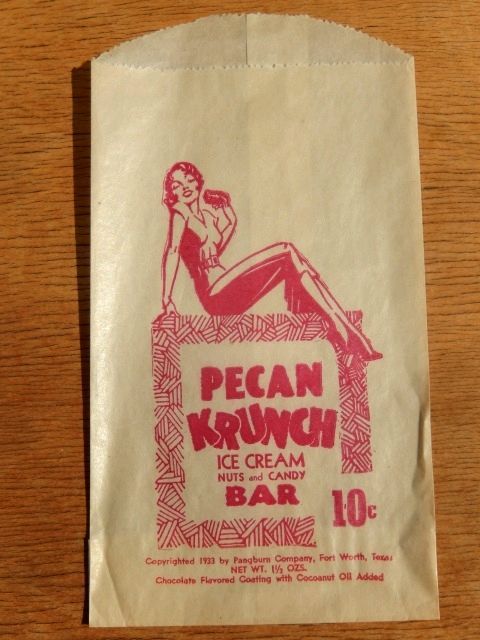 PECAN
KRUNCH
ICE CREAM
NUTS and CANDY
BAR
10c
Copyrighted 1933 by Pangburn Company, Fort Worth, Texas
NET WT. 1½ OZS.
Chocolate Flavored Coating with Cocoanut Oil Added